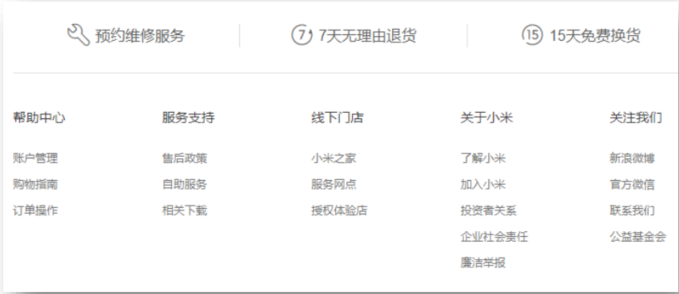 预约维修服务 7 7天无理由退货 15 15天免费换货
帮助中心 服务支持 线下门店 关于小米 关注我们
账户管理 售后政策 小米之家 了解小米 新浪微博
购物指南 自助服务 服务网点 加入小米 官方微信
订单操作 相关下载 授权体验店 投资者关系 联系我们
企业社会责任 公益基金会
廉洁举报